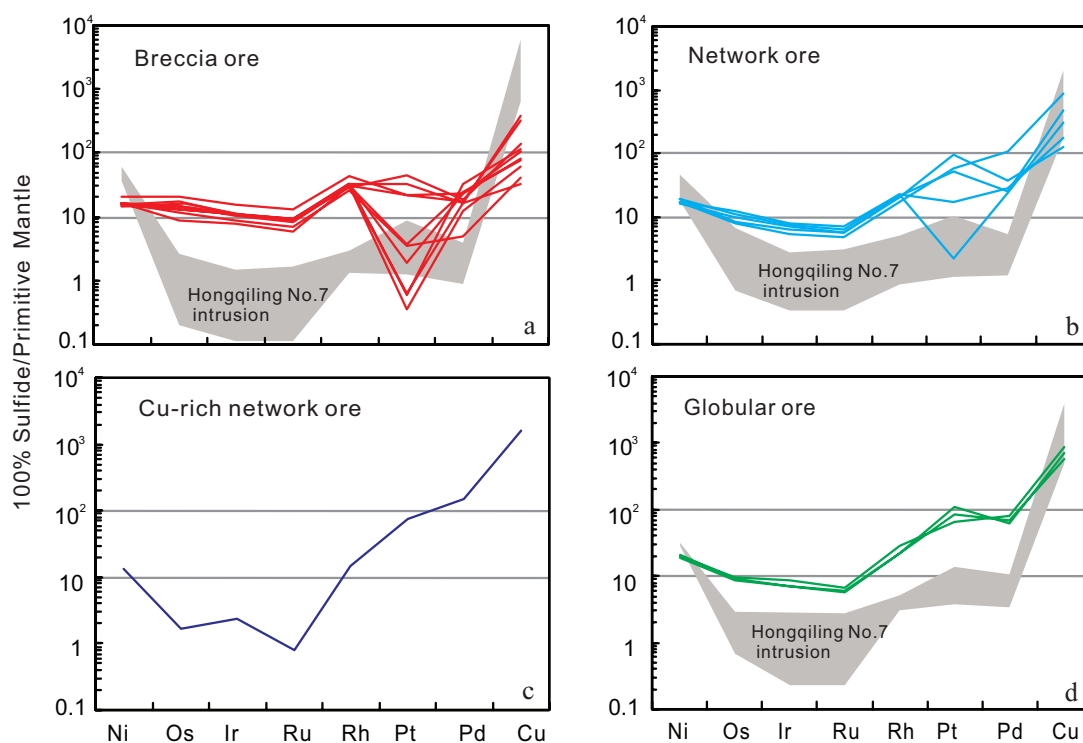 100% Sulfide/Primitive Mantle
10⁴
10³
10²
10
1
0.1
Breccia ore
Hongqiling No.7
intrusion
a
10⁴
10³
10²
10
1
0.1
Network ore
Hongqiling No.7
intrusion
b
10⁴
10³
10²
10
1
0.1
Cu-rich network ore
c
Ni Os Ir Ru Rh Pt Pd Cu
10⁴
10³
10²
10
1
0.1
Globular ore
Hongqiling No.7
intrusion
d
Ni Os Ir Ru Rh Pt Pd Cu